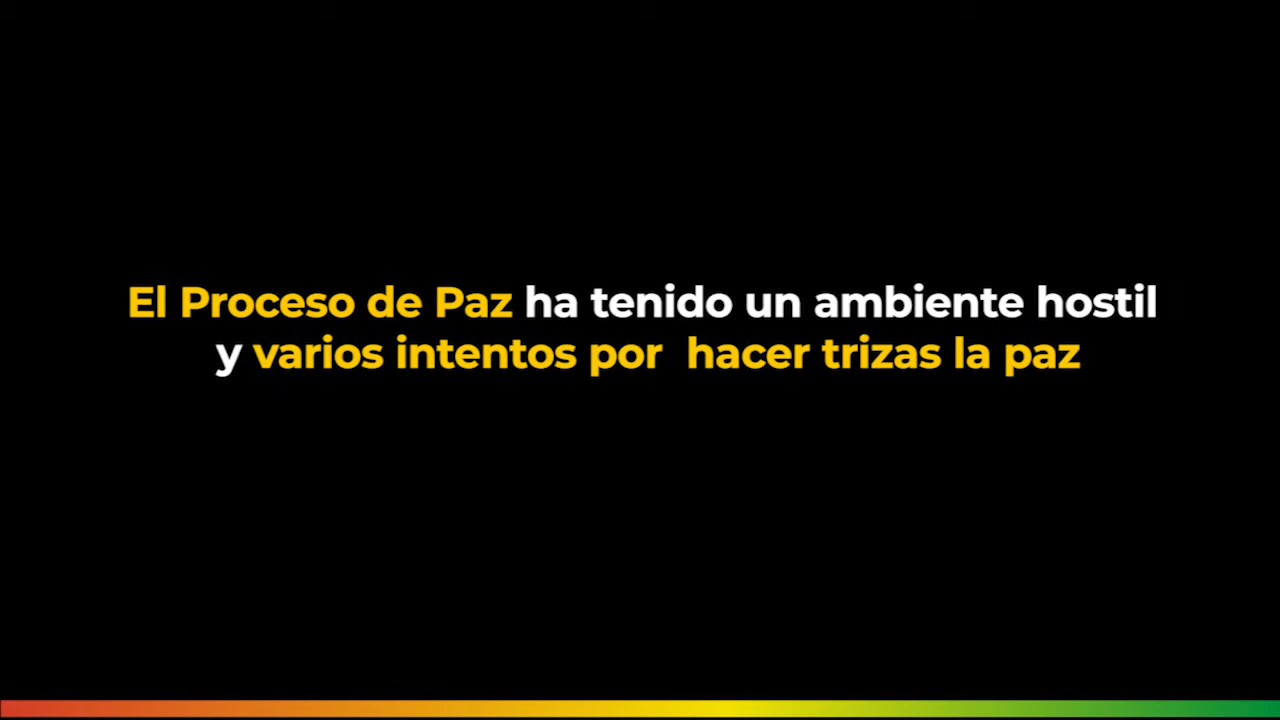 El Proceso de Paz ha tenido un ambiente hostil
y varios intentos por  hacer trizas la paz